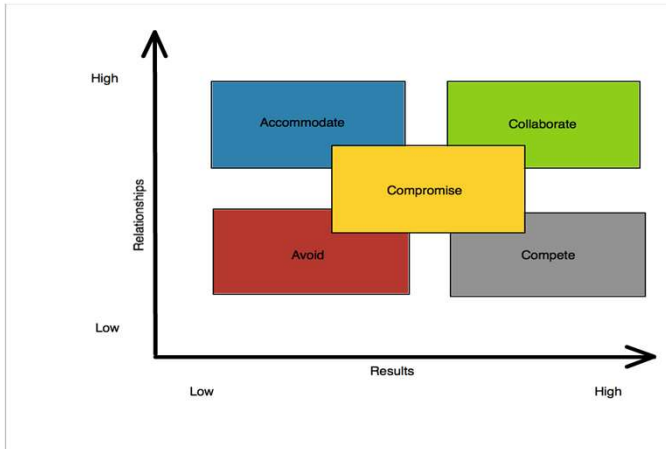 High
Accommodate
Collaborate
Compromise
Relationships
Avoid
Compete
Low
Results
Low
High